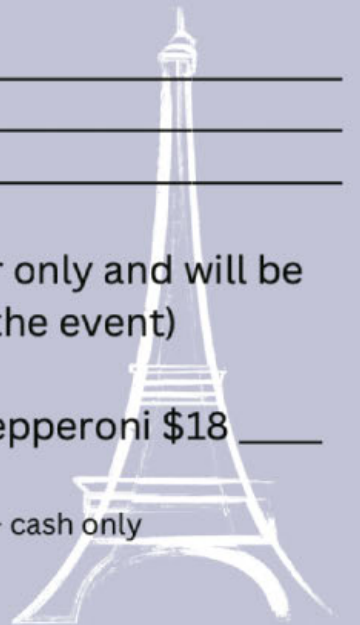 only and will be
the event)
epperoni $18 ____
cash only